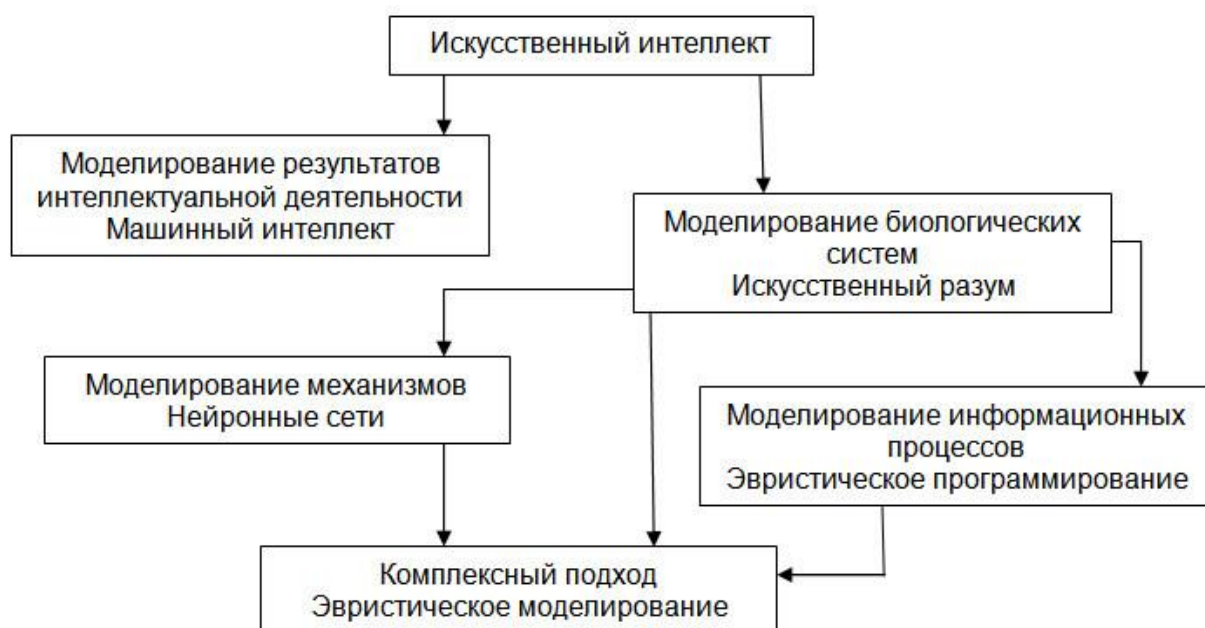 Искусственный интеллект
Моделирование результатов
интеллектуальной деятельности
Машинный интеллект
Моделирование биологических
систем
Искусственный разум
Моделирование механизмов
Нейронные сети
Моделирование информационных
процессов
Эвристическое программирование
Комплексный подход
Эвристическое моделирование